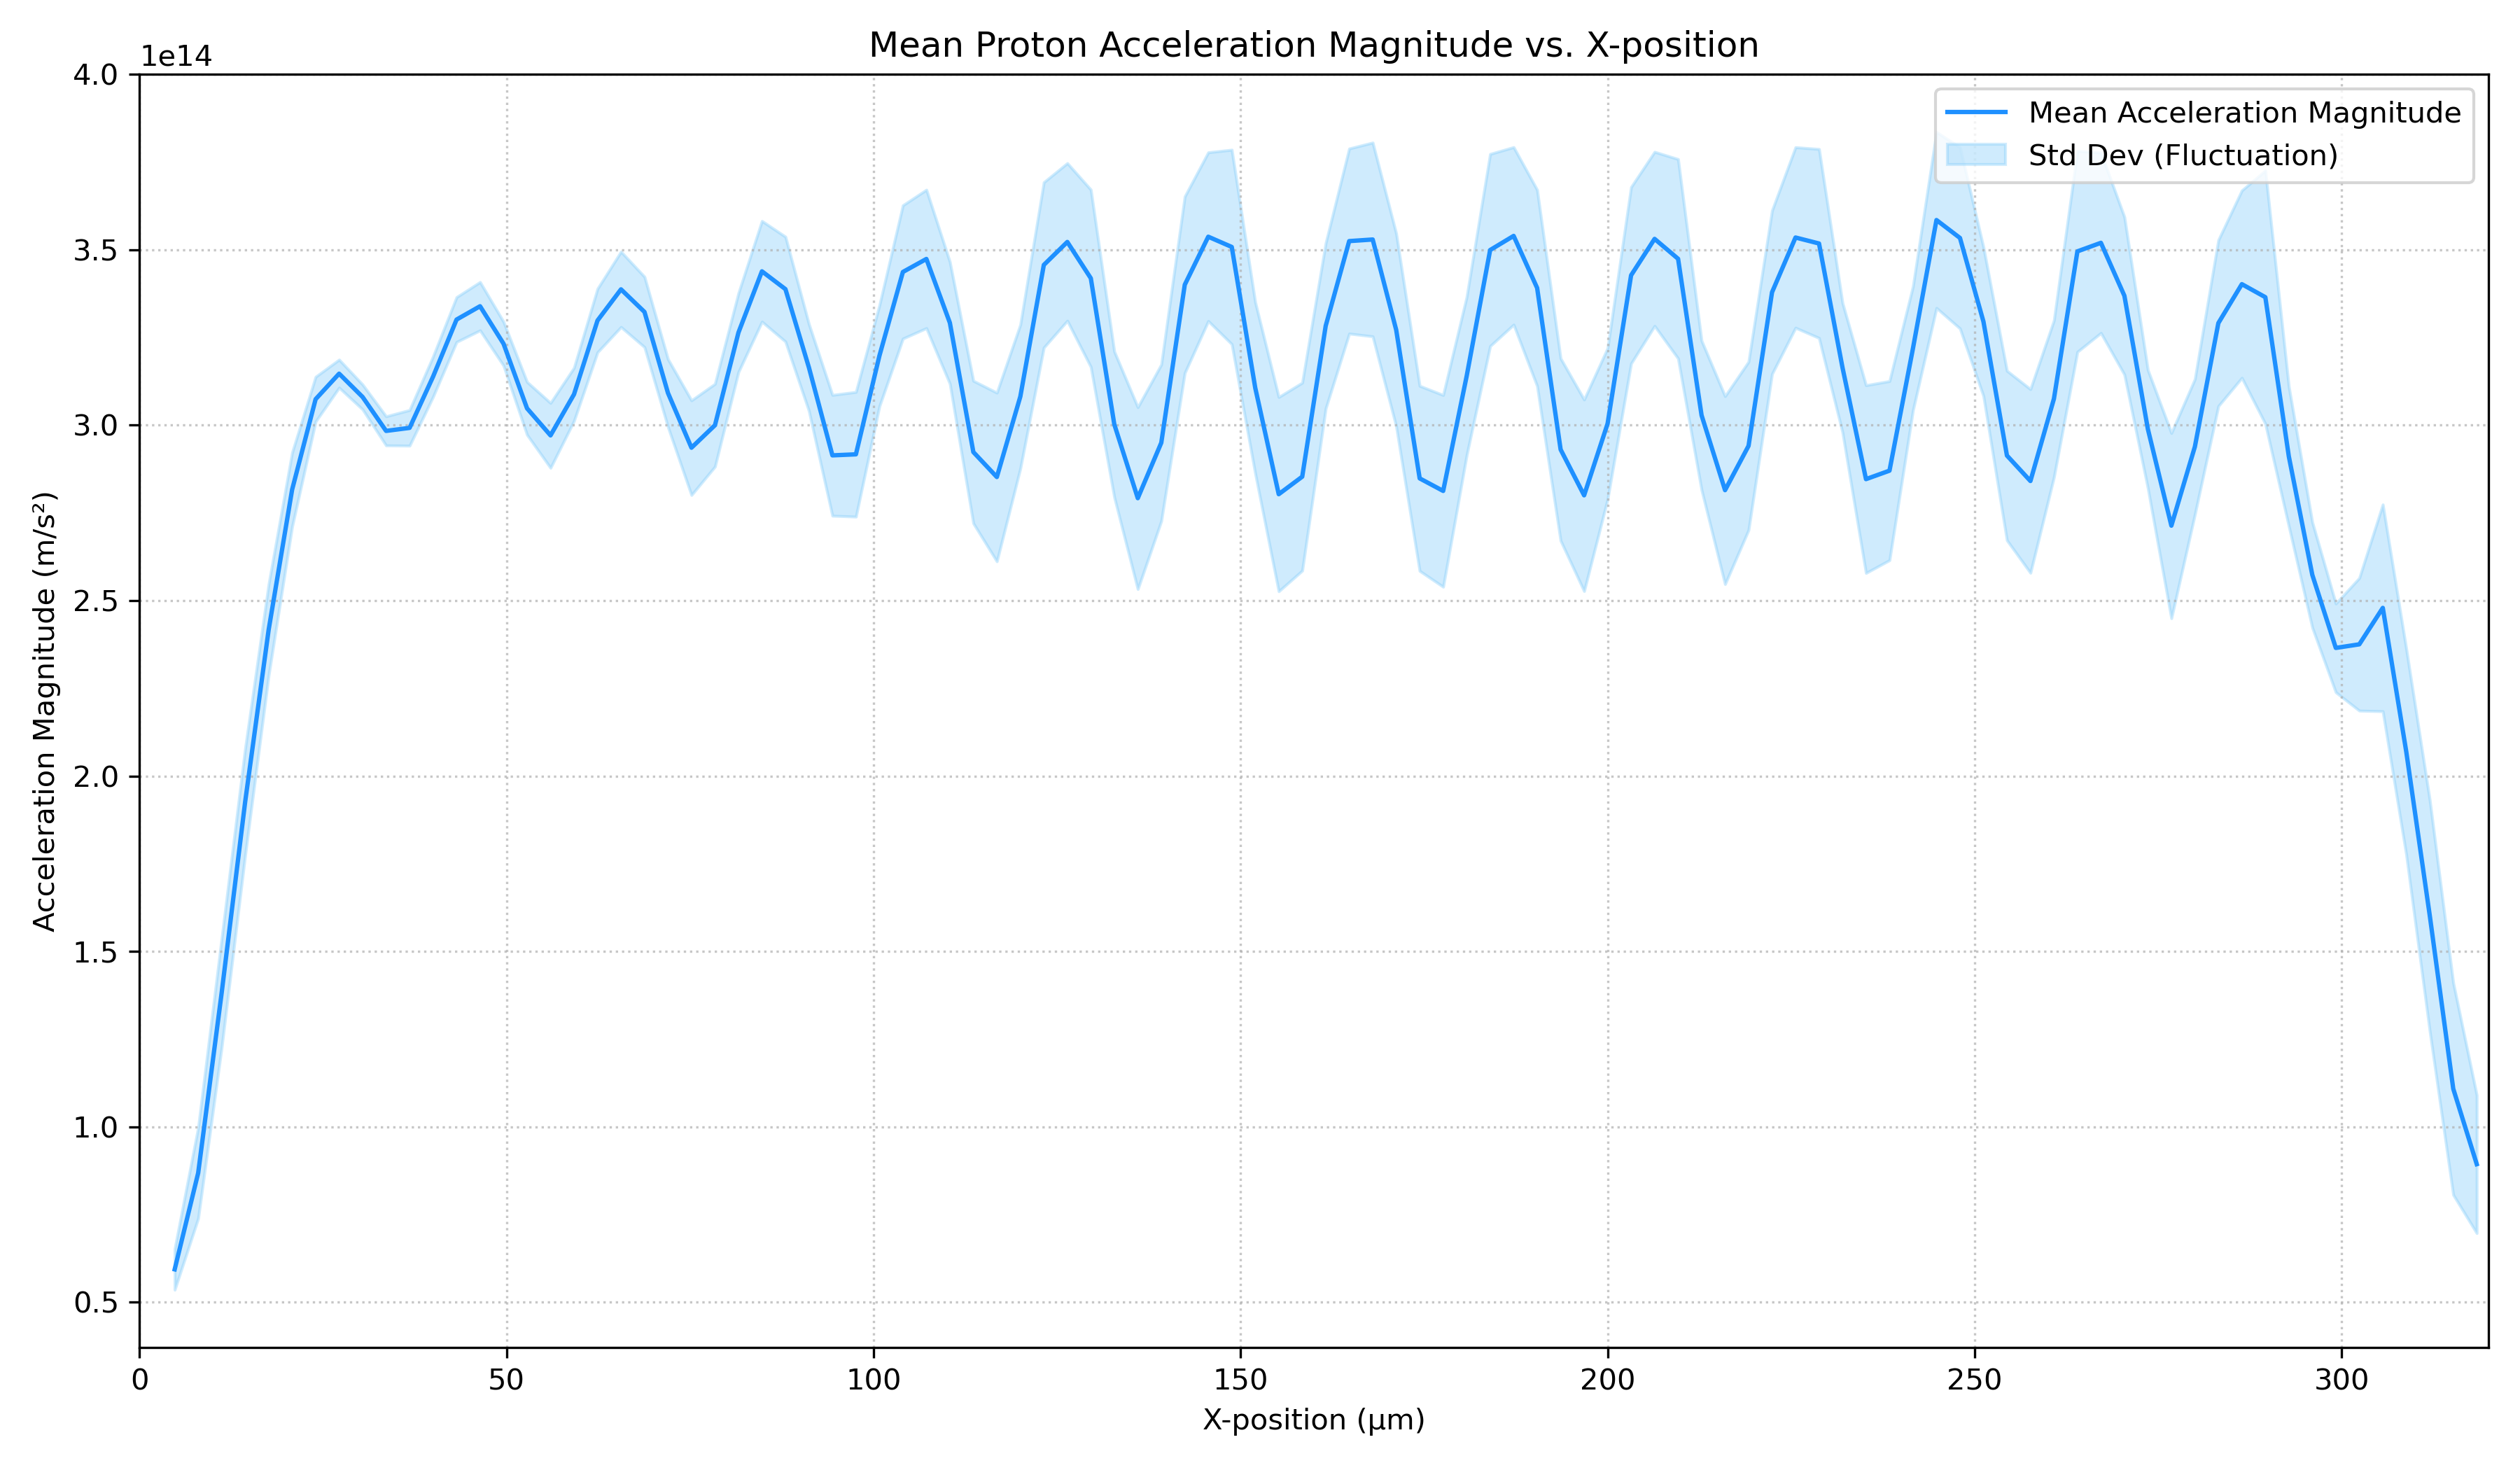 Mean Proton Acceleration Magnitude vs. X-position
1e14
4.0
3.5
3.0
2.5
2.0
1.5
1.0
0.5
Acceleration Magnitude (m/s²)
Mean Acceleration Magnitude
Std Dev (Fluctuation)
0 50 100 150 200 250 300
X-position (μm)